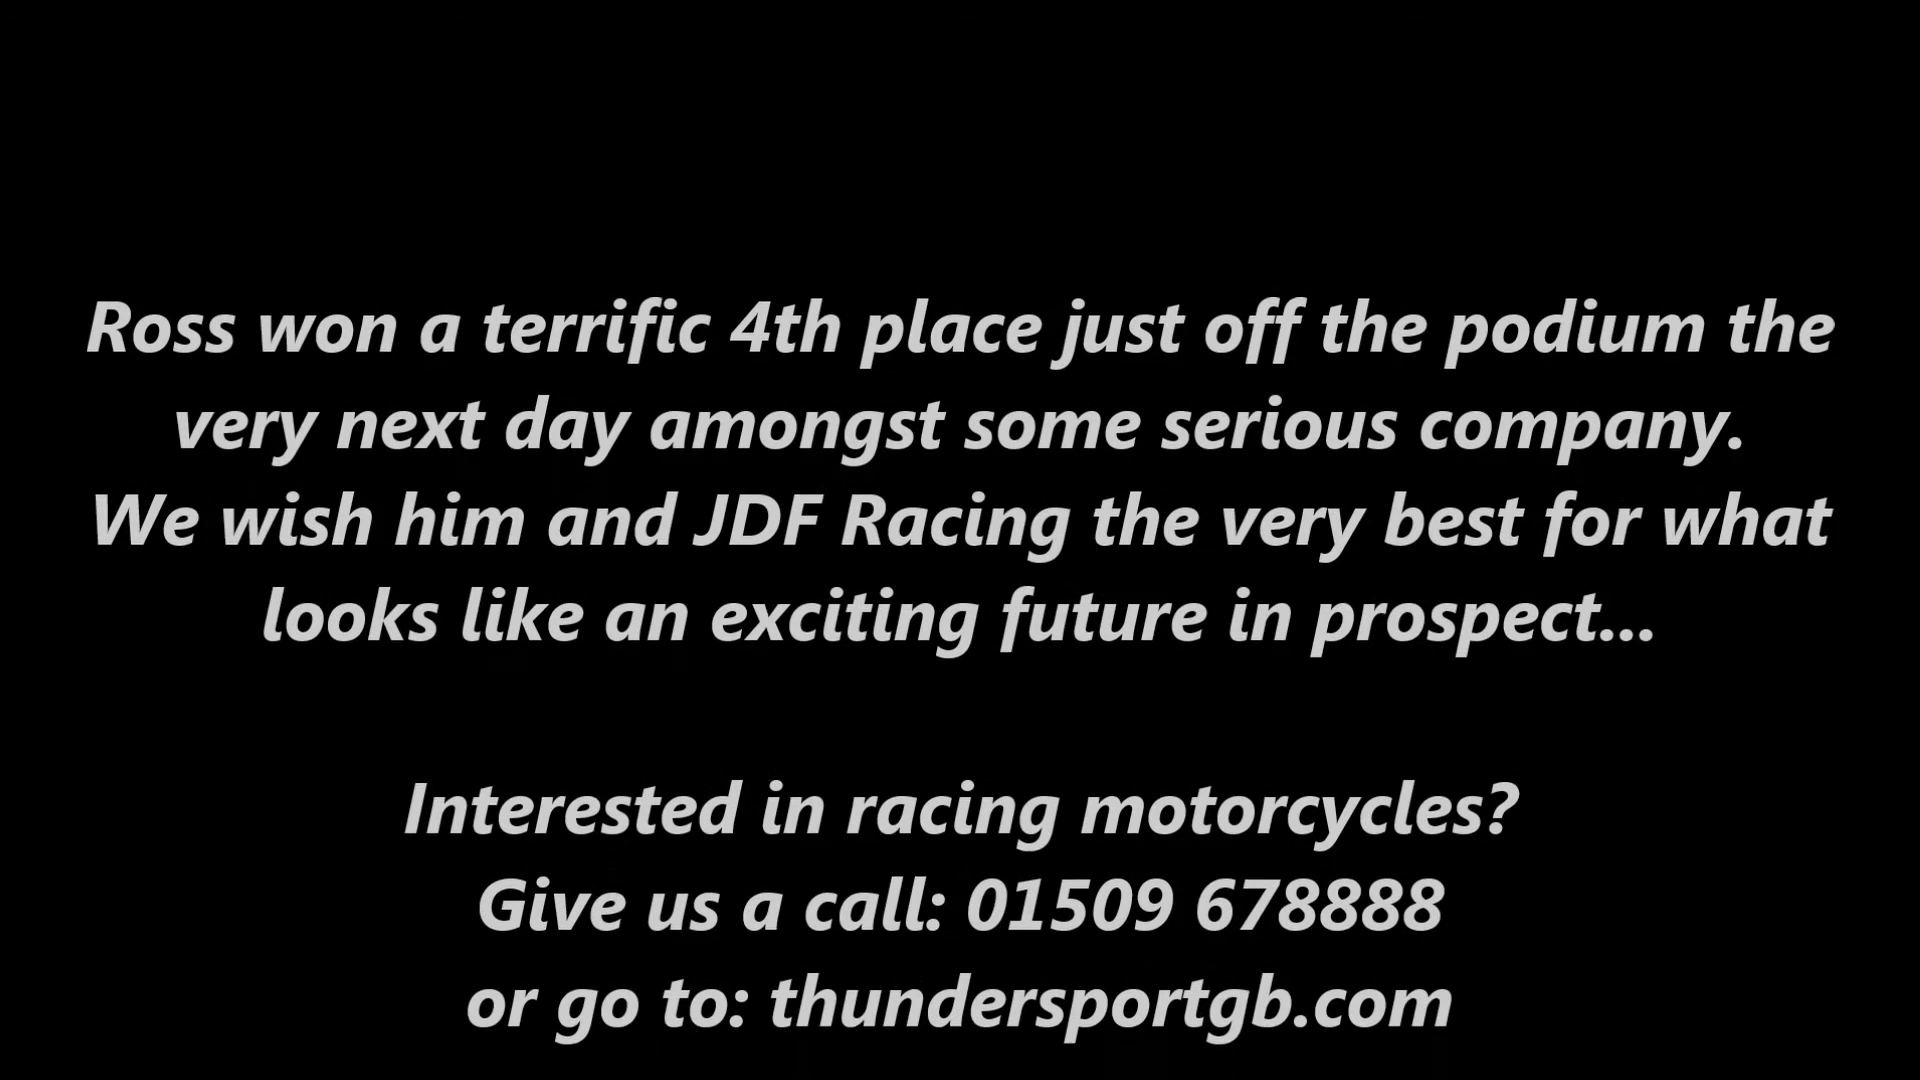 Ross won a terrific 4th place just off the podium the
very next day amongst some serious company.
We wish him and JDF Racing the very best for what
looks like an exciting future in prospect...
Interested in racing motorcycles?
Give us a call: 01509 678888
or go to: thundersportgb.com